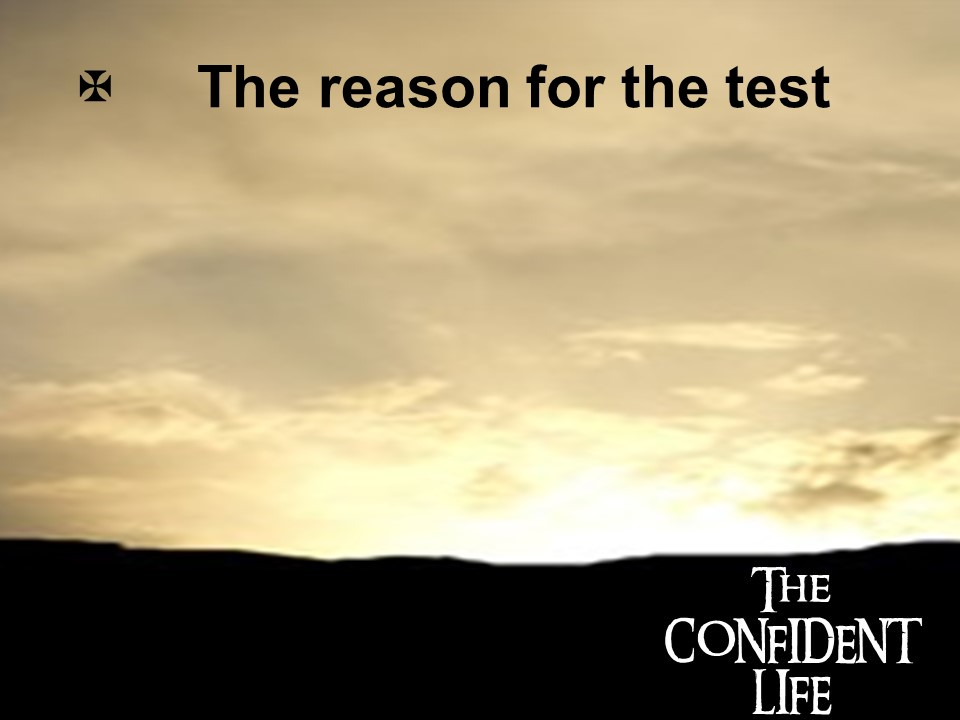 ✠ The reason for the test
The
Confident
Life